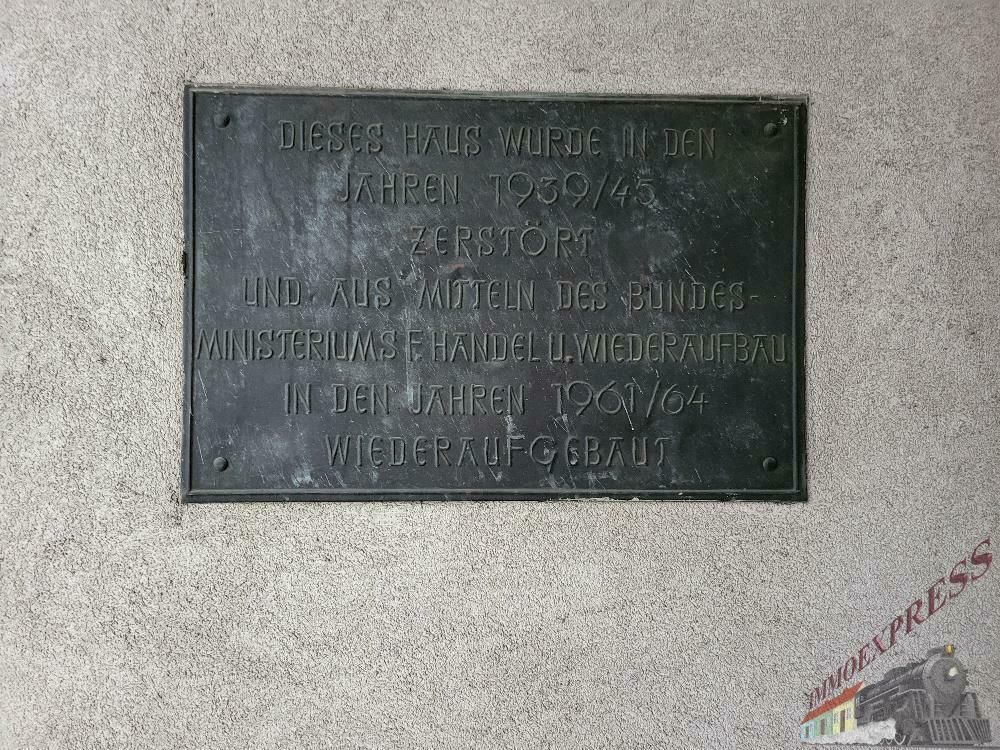 DIESES HAUS WURDE IN DEN
JAHREN 1939/45
ZERSTÖRT
UND AUS MITTELN DES BUNDES-
MINISTERIUMS F. HANDEL U. WIEDERAUFBAU
IN DEN JAHREN 1961/64
WIEDERAUFGEBAUT
IMMOEXPRESS